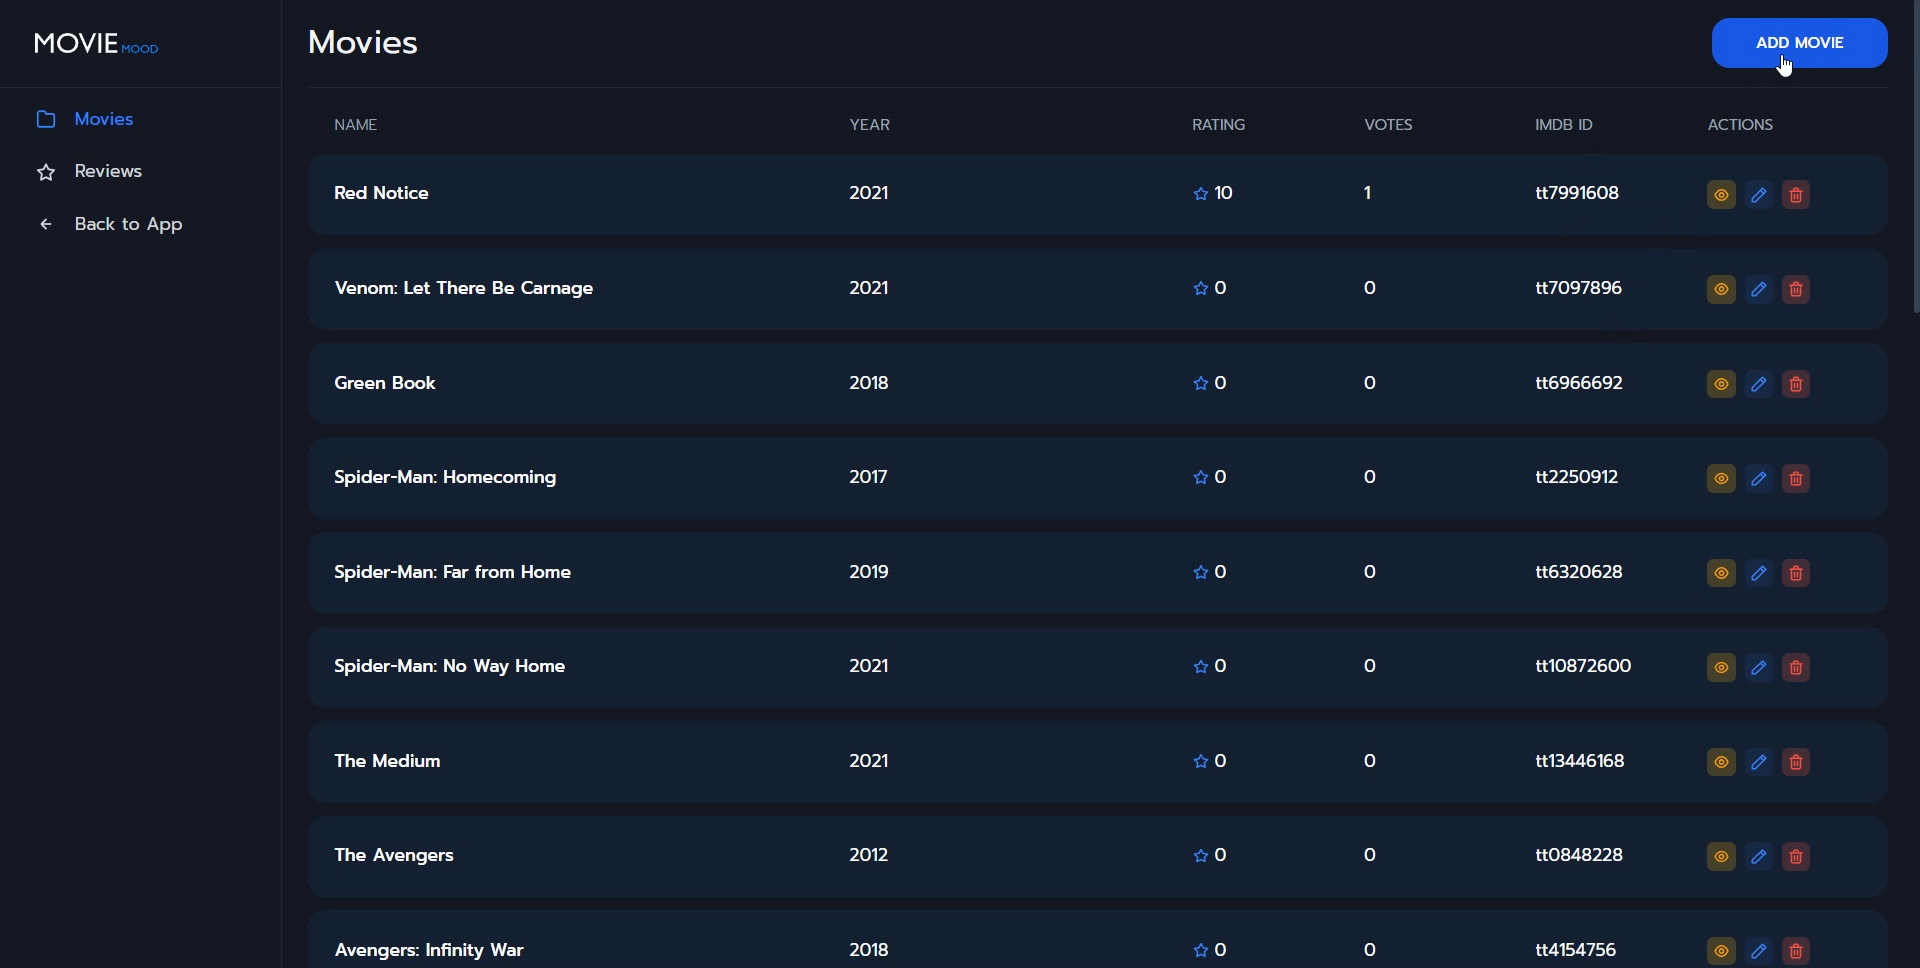 MOVIE MOOD
Movies
ADD MOVIE
Movies
Reviews
Back to App
NAME YEAR RATING VOTES IMDB ID ACTIONS
Red Notice 2021 10 1 tt7991608
Venom: Let There Be Carnage 2021 0 0 tt7097896
Green Book 2018 0 0 tt6966692
Spider-Man: Homecoming 2017 0 0 tt2250912
Spider-Man: Far from Home 2019 0 0 tt6320628
Spider-Man: No Way Home 2021 0 0 tt10872600
The Medium 2021 0 0 tt13446168
The Avengers 2012 0 0 tt0848228
Avengers: Infinity War 2018 0 0 tt4154756